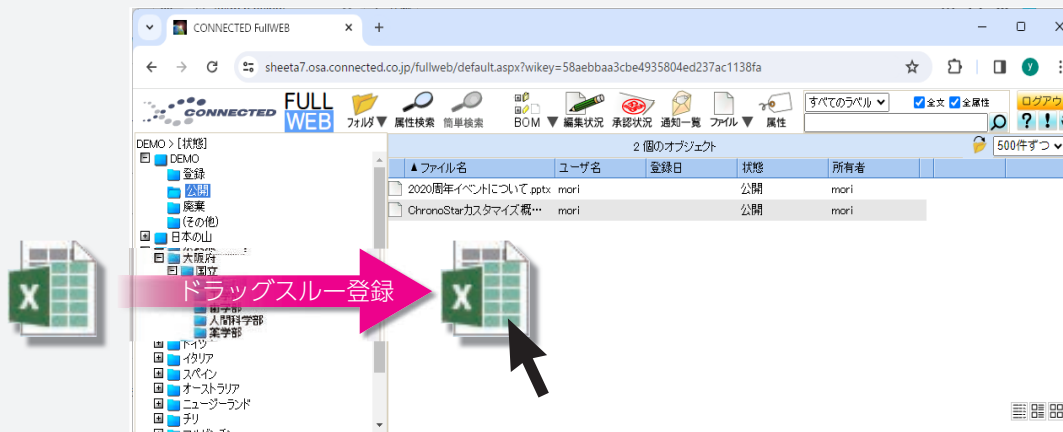 CONNECTED FullWEB
sheeta7.osa.connected.co.jp/fullweb/default.aspx?wikey=58aebbaa3cbe4935804ed237ac1138fa
y
CONNECTED
FULL
WEB
フォルダ▼
属性検索
簡単検索
BOM ▼
編集状況
承認状況
通知一覧
ファイル ▼
属性
すべてのラベル
全文
全属性
ログアウ
? !
DEMO > [状態]
2 個のオブジェクト
500件ずつ
DEMO
登録
公開
廃棄
(その他)
日本の山
大阪府
国立
歯学部
人間科学部
薬学部
ドイツ
イタリア
スペイン
オーストラリア
ニュージーランド
チリ
▲ファイル名 ユーザ名 登録日 状態 所有者
2020周年イベントについて.pptx mori 公開 mori
ChronoStarカスタマイズ概… mori 公開 mori
X
ドラッグスルー登録
X